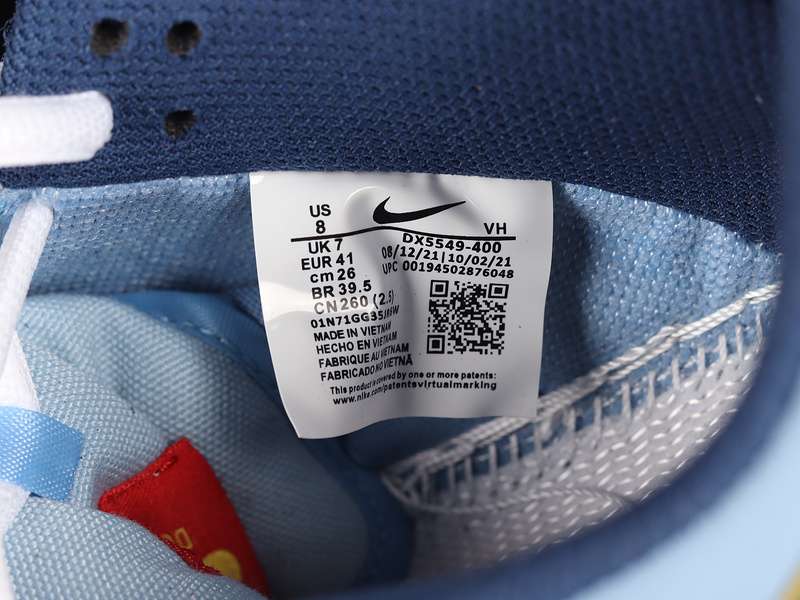 US
8
VH
UK 7
DX5549-400
EUR 41
08/12/21|10/02/21
cm 26
UPC 00194502876048
BR 39.5
CN 260 (2.5)
MADE IN VIETNAM
HECHO EN VIETNAM
FABRIQUE AU VIETNAM
FABRICADO NO VIETNÃ
This product is covered by one or more patents:
www.nike.com/patentsvirtualmarking